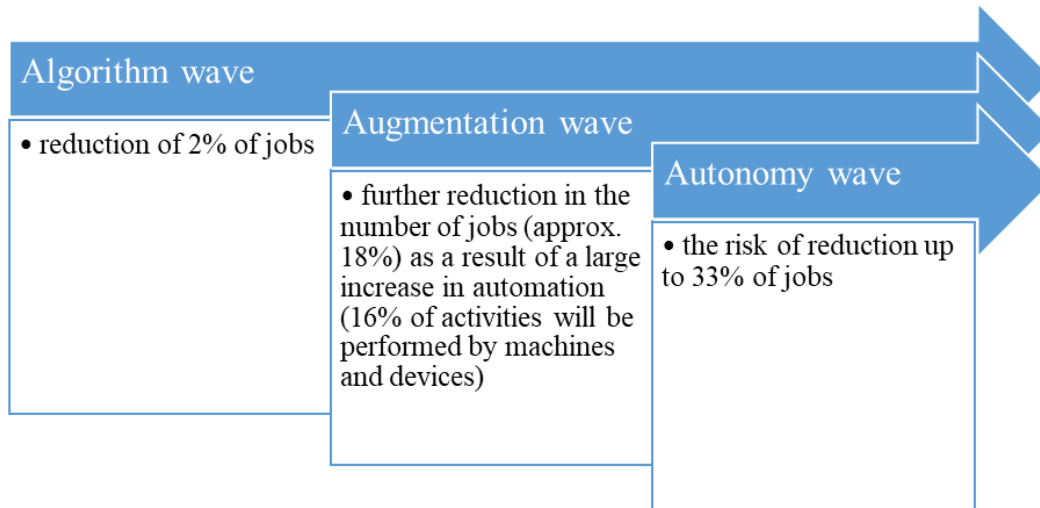 Algorithm wave
• reduction of 2% of jobs
Augmentation wave
• further reduction in the
number of jobs (approx.
18%) as a result of a large
increase in automation
(16% of activities will be
performed by machines
and devices)
Autonomy wave
• the risk of reduction up
to 33% of jobs